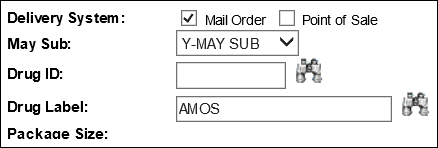 Delivery System: Mail Order Point of Sale
May Sub: Y-MAY SUB
Drug ID:
Drug Label: AMOS
Package Size: